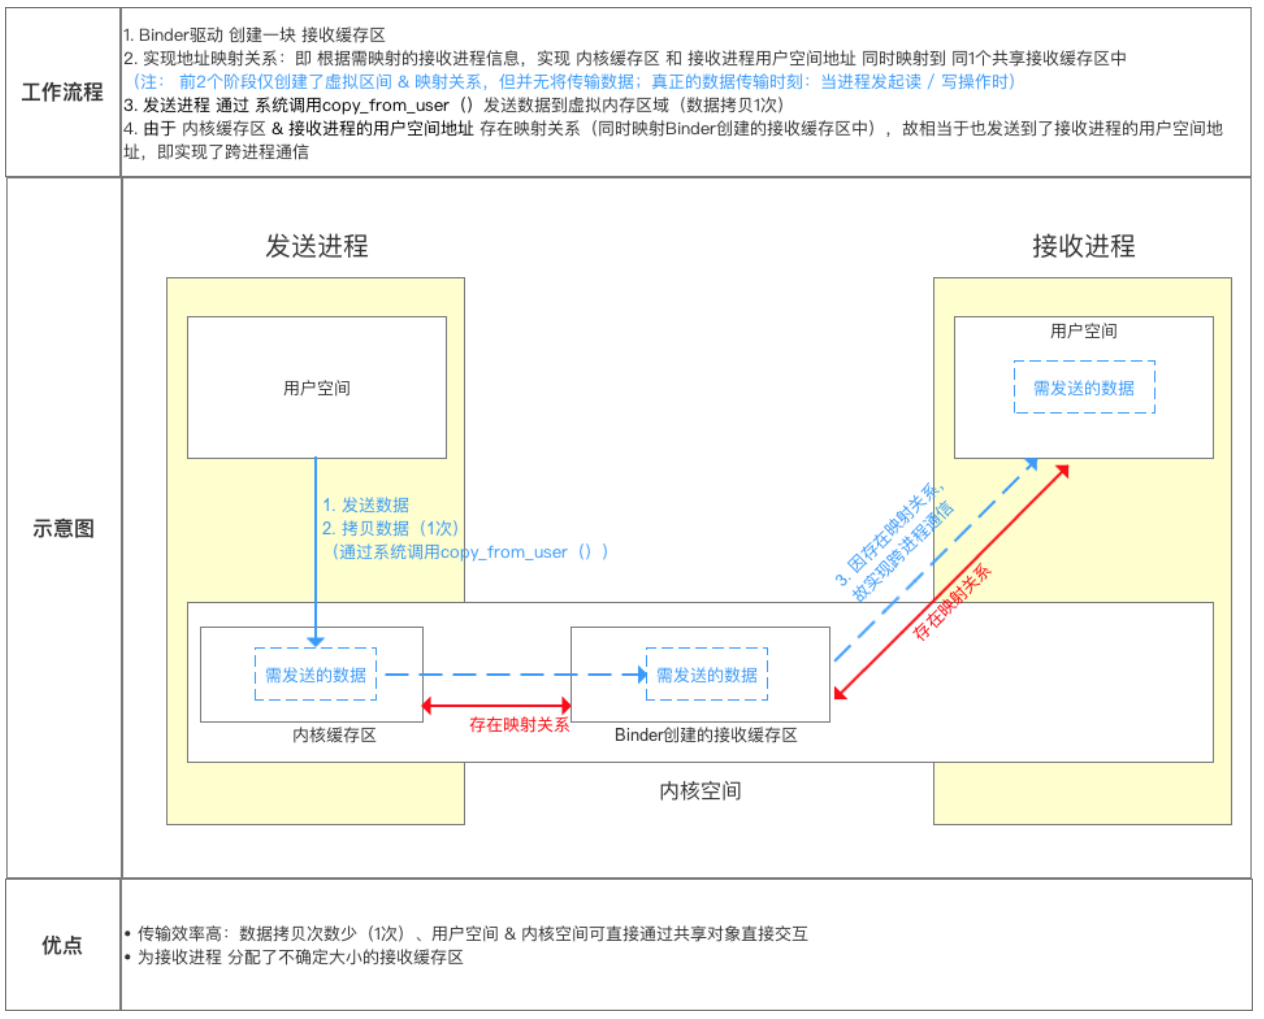 工作流程
1. Binder驱动 创建一块 接收缓存区
2. 实现地址映射关系：即 根据需映射的接收进程信息，实现 内核缓存区 和 接收进程用户空间地址 同时映射到 同1个共享接收缓存区中
（注： 前2个阶段仅创建了虚拟区间 & 映射关系，但并无将传输数据；真正的数据传输时刻：当进程发起读 / 写操作时）
3. 发送进程 通过 系统调用copy_from_user（）发送数据到虚拟内存区域（数据拷贝1次）
4. 由于 内核缓存区 & 接收进程的用户空间地址 存在映射关系（同时映射Binder创建的接收缓存区中），故相当于也发送到了接收进程的用户空间地
址，即实现了跨进程通信
示意图
发送进程
接收进程
用户空间
用户空间
需发送的数据
1. 发送数据
2. 拷贝数据（1次）
（通过系统调用copy_from_user（））
3. 因存在映射关系，
故实现跨进程通信
存在映射关系
需发送的数据
需发送的数据
存在映射关系
内核缓存区
Binder创建的接收缓存区
内核空间
优点
• 传输效率高：数据拷贝次数少（1次）、用户空间 & 内核空间可直接通过共享对象直接交互
• 为接收进程 分配了不确定大小的接收缓存区